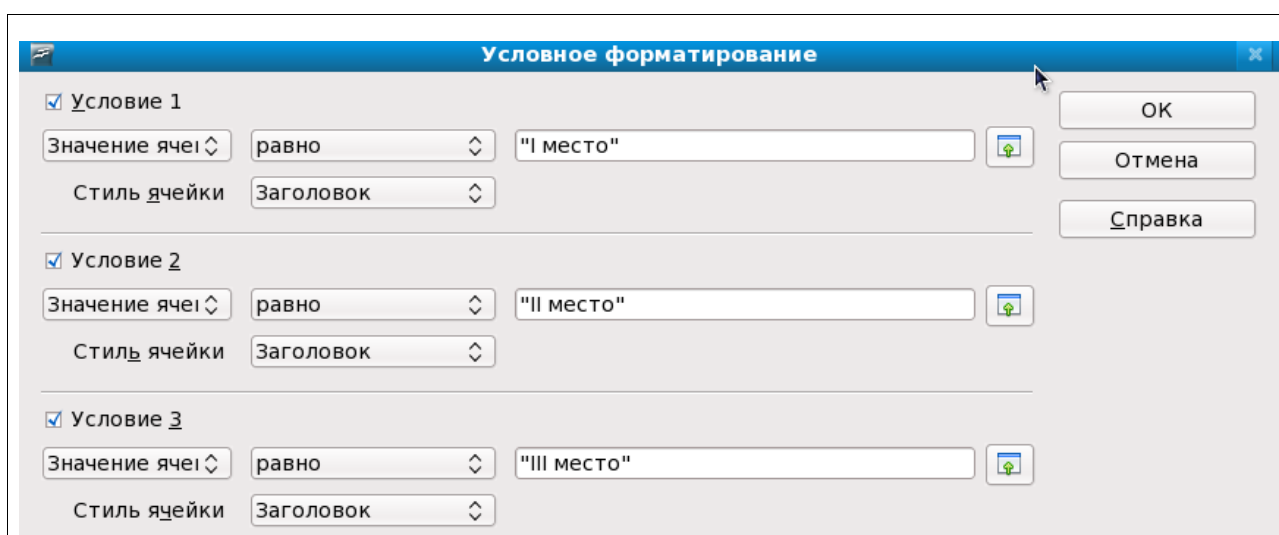 Условное форматирование
Условие 1
ОК
Значение ячеі равно "I место"
Отмена
Стиль ячейки Заголовок
Справка
Условие 2
Значение ячеі равно "II место"
Стиль ячейки Заголовок
Условие 3
Значение ячеі равно "III место"
Стиль ячейки Заголовок